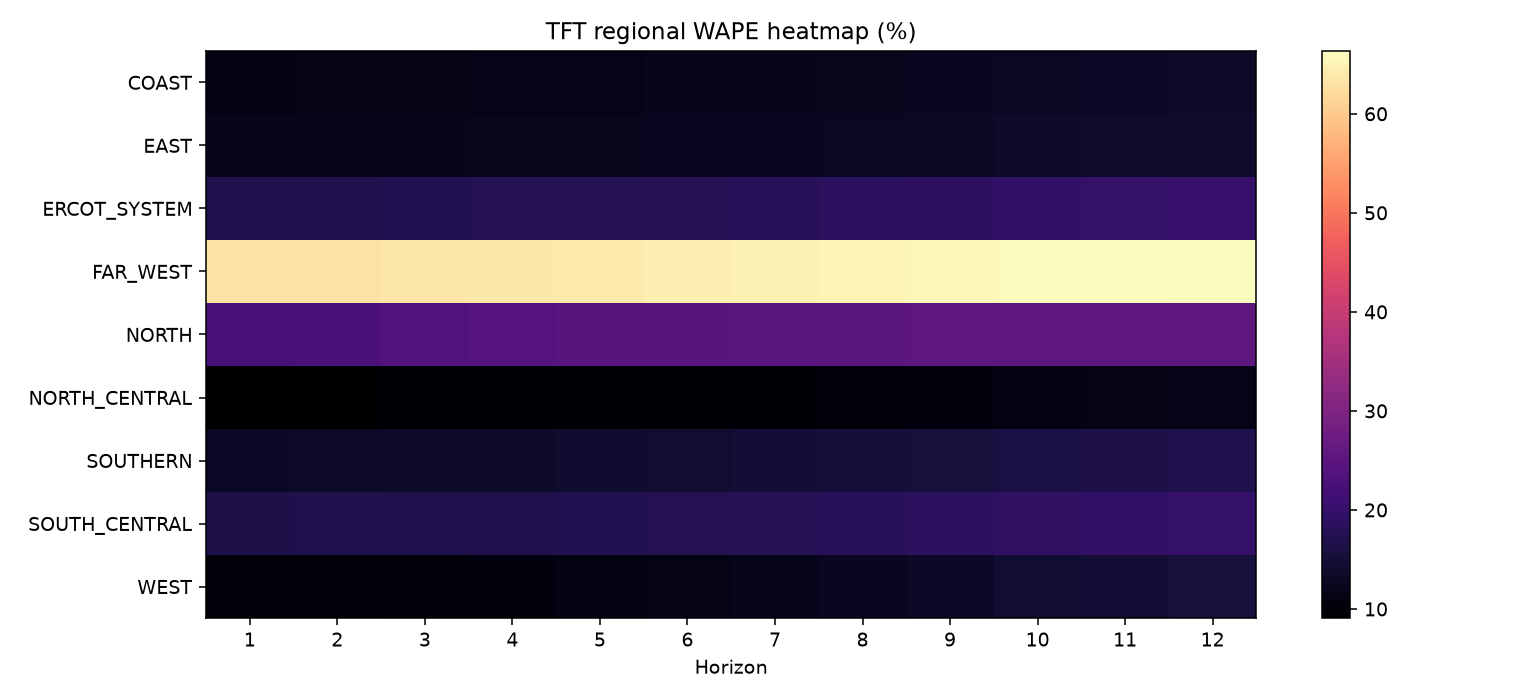 TFT regional WAPE heatmap (%)
COAST
EAST
ERCOT_SYSTEM
FAR_WEST
NORTH
NORTH_CENTRAL
SOUTHERN
SOUTH_CENTRAL
WEST
1 2 3 4 5 6 7 8 9 10 11 12
Horizon
60
50
40
30
20
10